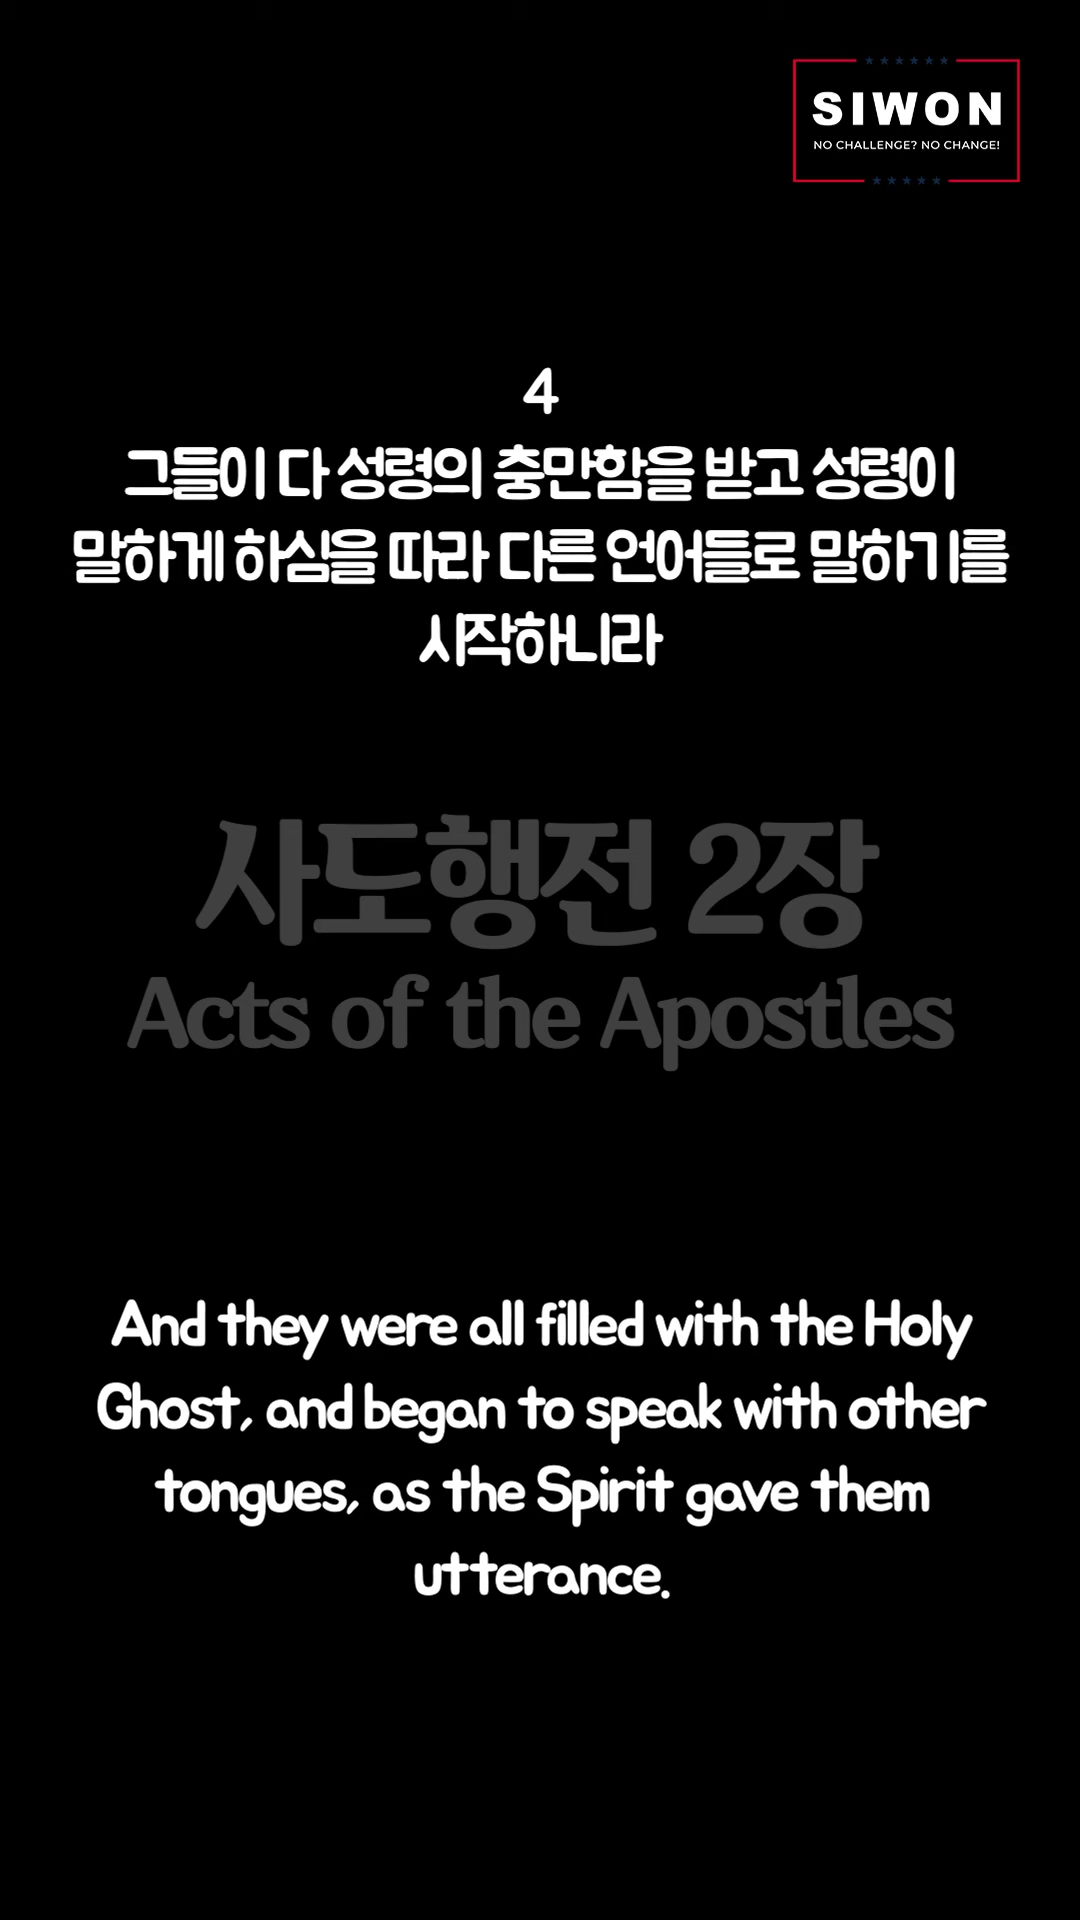 SIWON
NO CHALLENGE? NO CHANGE!
4
그들이 다 성령의 충만함을 받고 성령이
말하게 하심을 따라 다른 언어들로 말하기를
시작하니라
사도행전 2장
Acts of the Apostles
And they were all filled with the Holy
Ghost, and began to speak with other
tongues, as the Spirit gave them
utterance.